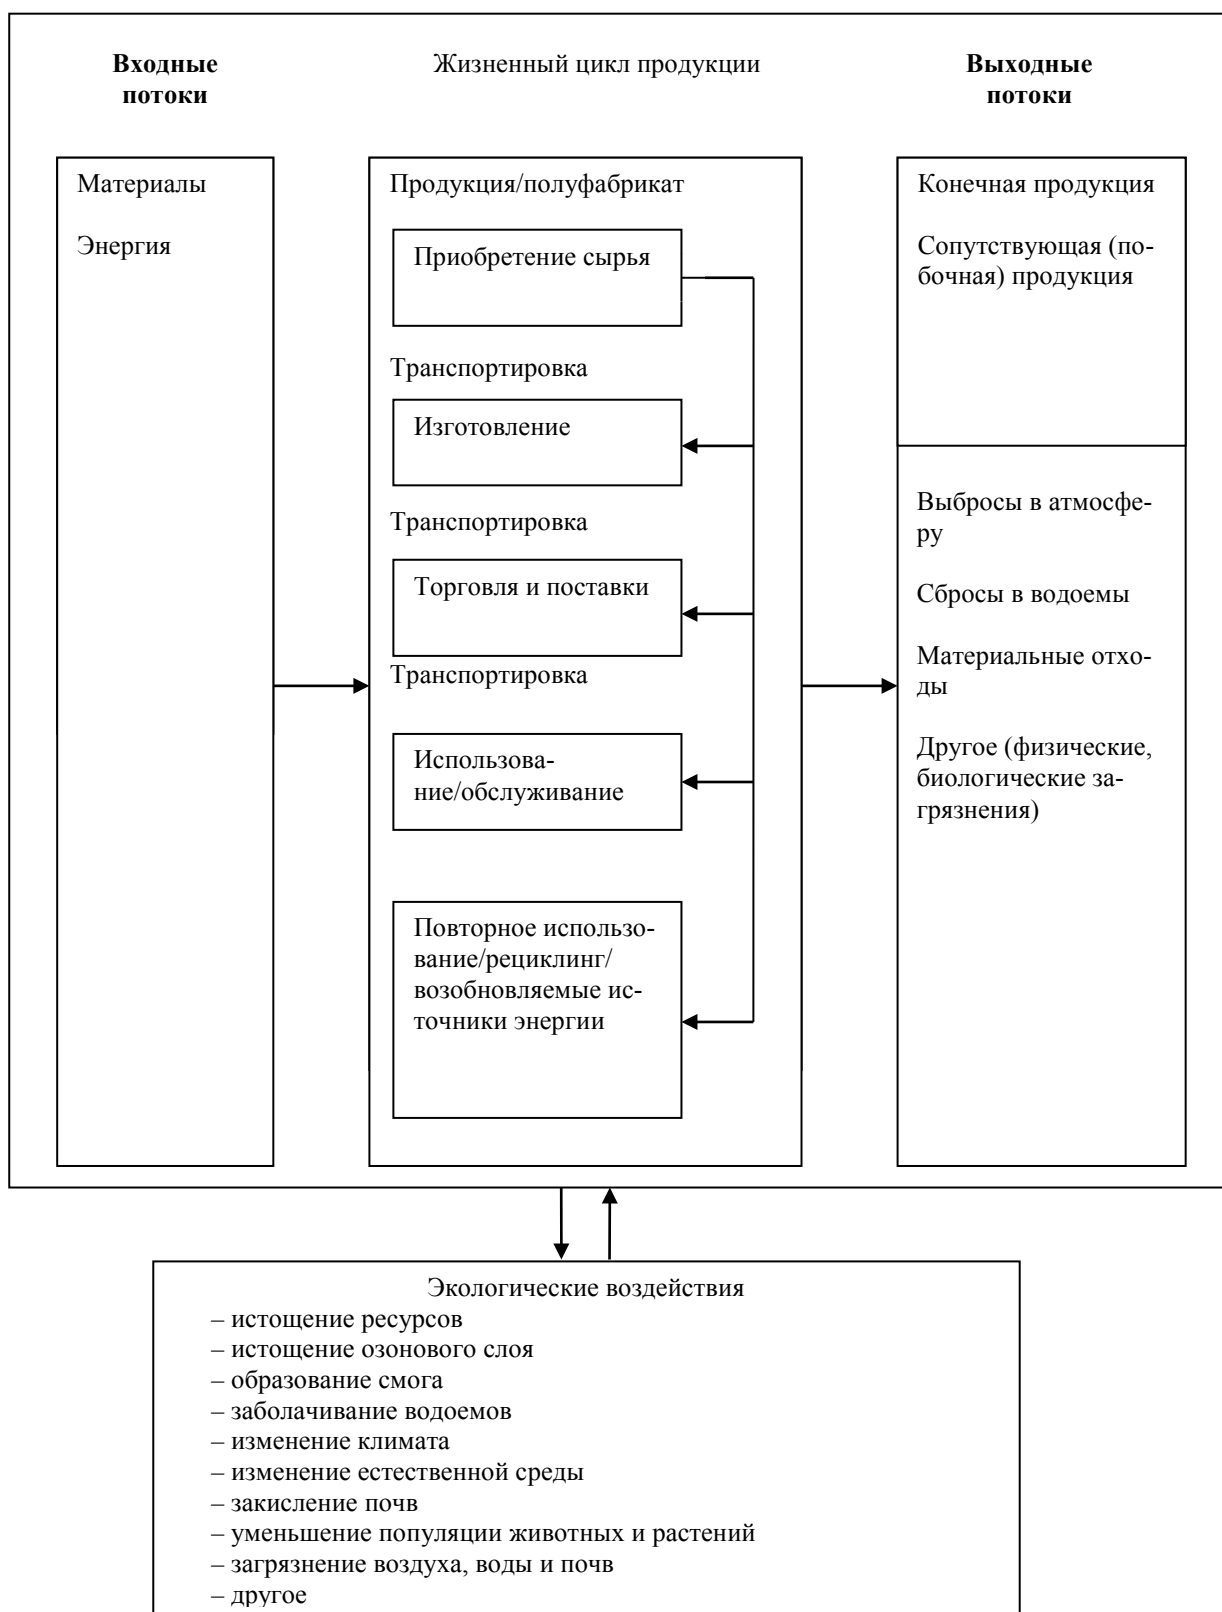 Входные
потоки
Жизненный цикл продукции
Выходные
потоки
Материалы
Энергия
Продукция/полуфабрикат
Приобретение сырья
Транспортировка
Изготовление
Транспортировка
Торговля и поставки
Транспортировка
Использова-
ние/обслуживание
Повторное использо-
вание/рециклинг/
возобновляемые ис-
точники энергии
Конечная продукция
Сопутствующая (по-
бочная) продукция
Выбросы в атмосфе-
ру
Сбросы в водоемы
Материальные отхо-
ды
Другое (физические,
биологические за-
грязнения)
Экологические воздействия
– истощение ресурсов
– истощение озонового слоя
– образование смога
– заболачивание водоемов
– изменение климата
– изменение естественной среды
– закисление почв
– уменьшение популяции животных и растений
– загрязнение воздуха, воды и почв
– другое